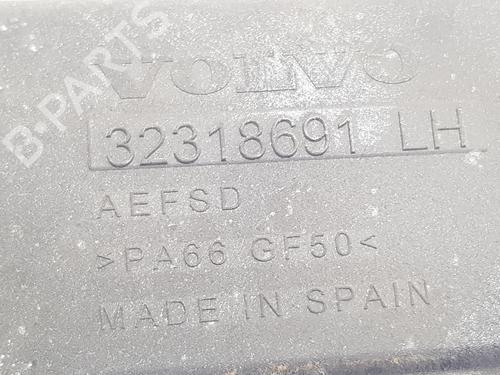 B-PARTS
VOLVO
32318691 LH
AEFSD
>PA66 GF50<
MADE IN SPAIN